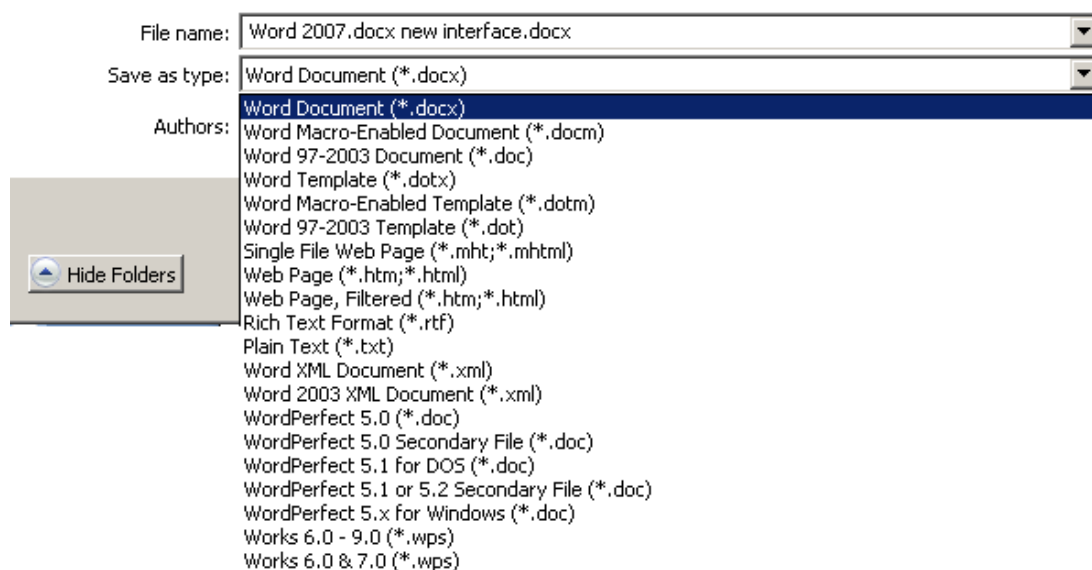 File name: Word 2007.docx new interface.docx
Save as type: Word Document (*.docx)
Authors:
Word Document (*.docx)
Word Macro-Enabled Document (*.docm)
Word 97-2003 Document (*.doc)
Word Template (*.dotx)
Word Macro-Enabled Template (*.dotm)
Word 97-2003 Template (*.dot)
Single File Web Page (*.mht;*.mhtml)
Web Page (*.htm;*.html)
Web Page, Filtered (*.htm;*.html)
Rich Text Format (*.rtf)
Plain Text (*.txt)
Word XML Document (*.xml)
Word 2003 XML Document (*.xml)
WordPerfect 5.0 (*.doc)
WordPerfect 5.0 Secondary File (*.doc)
WordPerfect 5.1 for DOS (*.doc)
WordPerfect 5.1 or 5.2 Secondary File (*.doc)
WordPerfect 5.x for Windows (*.doc)
Works 6.0 - 9.0 (*.wps)
Works 6.0 & 7.0 (*.wps)
Hide Folders